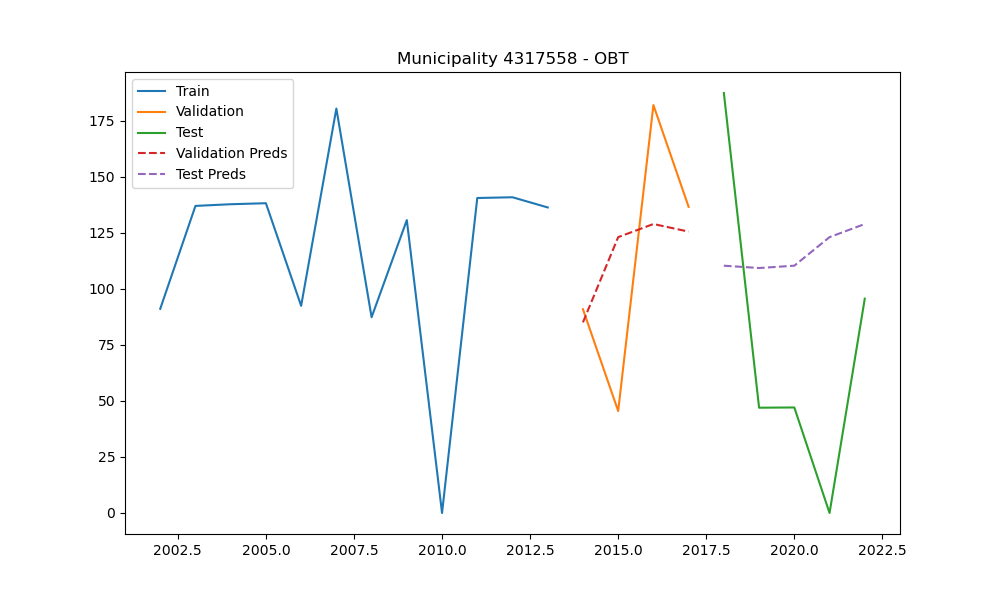 Municipality 4317558 - OBT
Train
Validation
Test
Validation Preds
Test Preds
175
150
125
100
75
50
25
0
2002.5 2005.0 2007.5 2010.0 2012.5 2015.0 2017.5 2020.0 2022.5